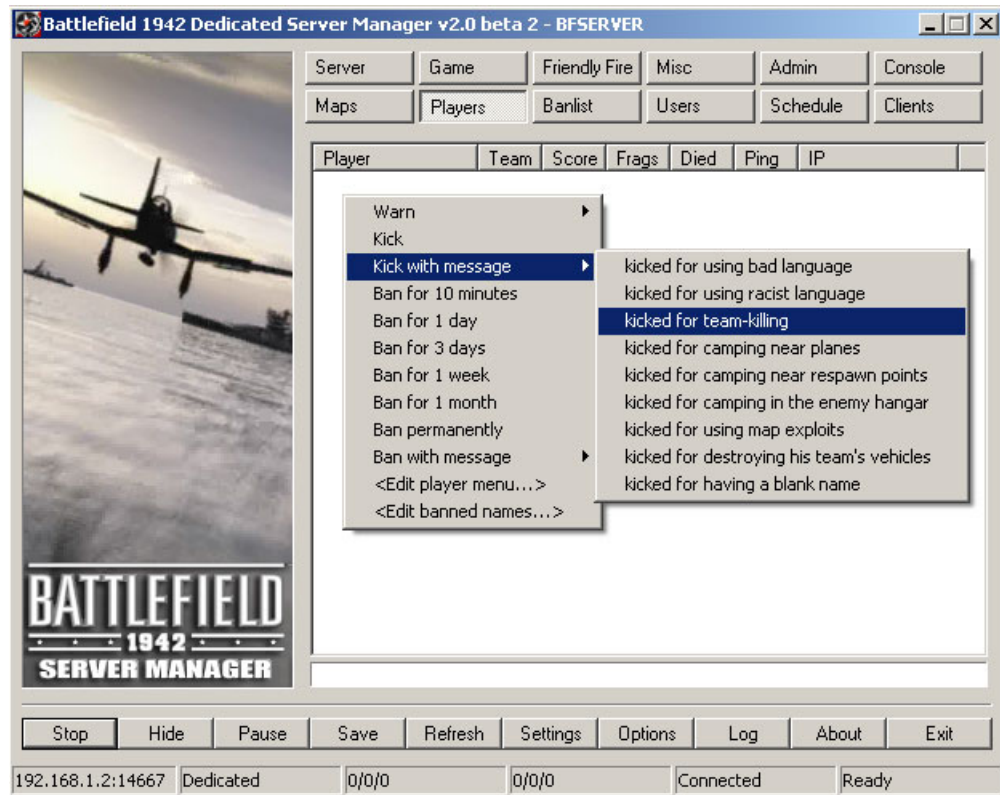 Battlefield 1942 Dedicated Server Manager v2.0 beta 2 - BFSERVER
Server Game Friendly Fire Misc Admin Console
Maps Players Banlist Users Schedule Clients
Player Team Score Frags Died Ping IP
Warn
Kick
Kick with message
Ban for 10 minutes
Ban for 1 day
Ban for 3 days
Ban for 1 week
Ban for 1 month
Ban permanently
Ban with message
<Edit player menu...>
<Edit banned names...>
kicked for using bad language
kicked for using racist language
kicked for team-killing
kicked for camping near planes
kicked for camping near respawn points
kicked for camping in the enemy hangar
kicked for using map exploits
kicked for destroying his team's vehicles
kicked for having a blank name
BATTLEFIELD
1942
SERVER MANAGER
Stop Hide Pause Save Refresh Settings Options Log About Exit
192.168.1.2:14667 Dedicated 0/0/0 0/0/0 Connected Ready